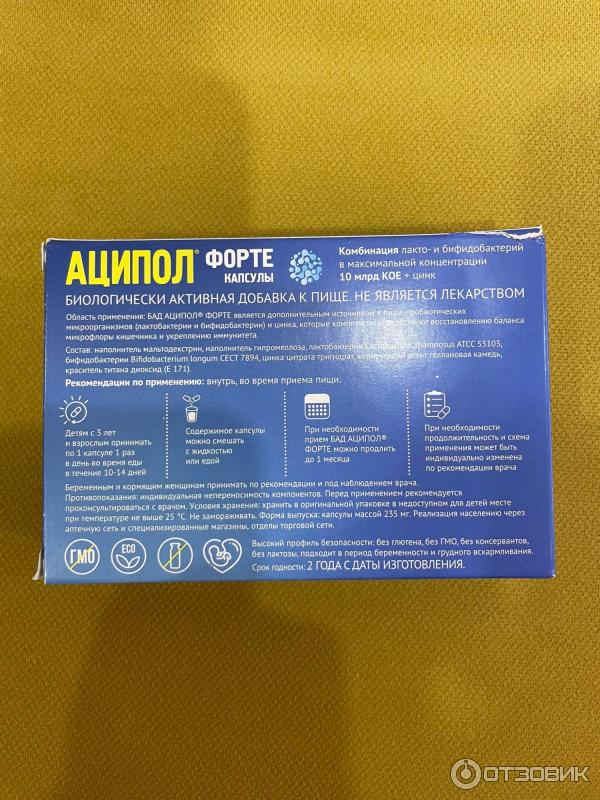 АЦИПОЛ® ФОРТЕ КАПСУЛЫ
Комбинация лакто- и бифидобактерий
в максимальной концентрации
10 млрд КОЕ + цинк
БИОЛОГИЧЕСКИ АКТИВНАЯ ДОБАВКА К ПИЩЕ. НЕ ЯВЛЯЕТСЯ ЛЕКАРСТВОМ
Область применения: БАД АЦИПОЛ® ФОРТЕ является дополнительным источником к пище пробиотических
микроорганизмов (лактобактерии и бифидобактерии) и цинка, которые комплексно способствуют восстановлению баланса
микрофлоры кишечника и укреплению иммунитета.
Состав: наполнитель мальтодекстрин, наполнитель гипромеллоза, лактобактерии Lactobacillus rhamnosus ATCC 53103,
бифидобактерии Bifidobacterium longum CECT 7894, цинка цитрата тригидрат, желирующий агент геллановая камедь,
краситель титана диоксид (Е 171).
Рекомендации по применению: внутрь, во время приема пищи.
Детям с 3 лет
и взрослым принимать
по 1 капсуле 1 раз
в день во время еды
в течение 10-14 дней
Содержимое капсулы
можно смешать
с жидкостью
или едой
При необходимости
прием БАД АЦИПОЛ®
ФОРТЕ можно продлить
до 1 месяца
При необходимости
продолжительность и схема
применения может быть
индивидуально изменена
по рекомендации врача
Беременным и кормящим женщинам принимать по рекомендации и под наблюдением врача.
Противопоказания: индивидуальная непереносимость компонентов. Перед применением рекомендуется
проконсультироваться с врачом. Условия хранения: хранить в оригинальной упаковке в недоступном для детей месте
при температуре не выше 25 °С. Не замораживать. Форма выпуска: капсулы массой 235 мг. Реализация населению через
аптечную сеть и специализированные магазины, отделы торговой сети.
ГМО
ECO
Высокий профиль безопасности: без глютена, без ГМО, без консервантов,
без лактозы, подходит в период беременности и грудного вскармливания.
Срок годности: 2 ГОДА С ДАТЫ ИЗГОТОВЛЕНИЯ.
ОТЗОВИК